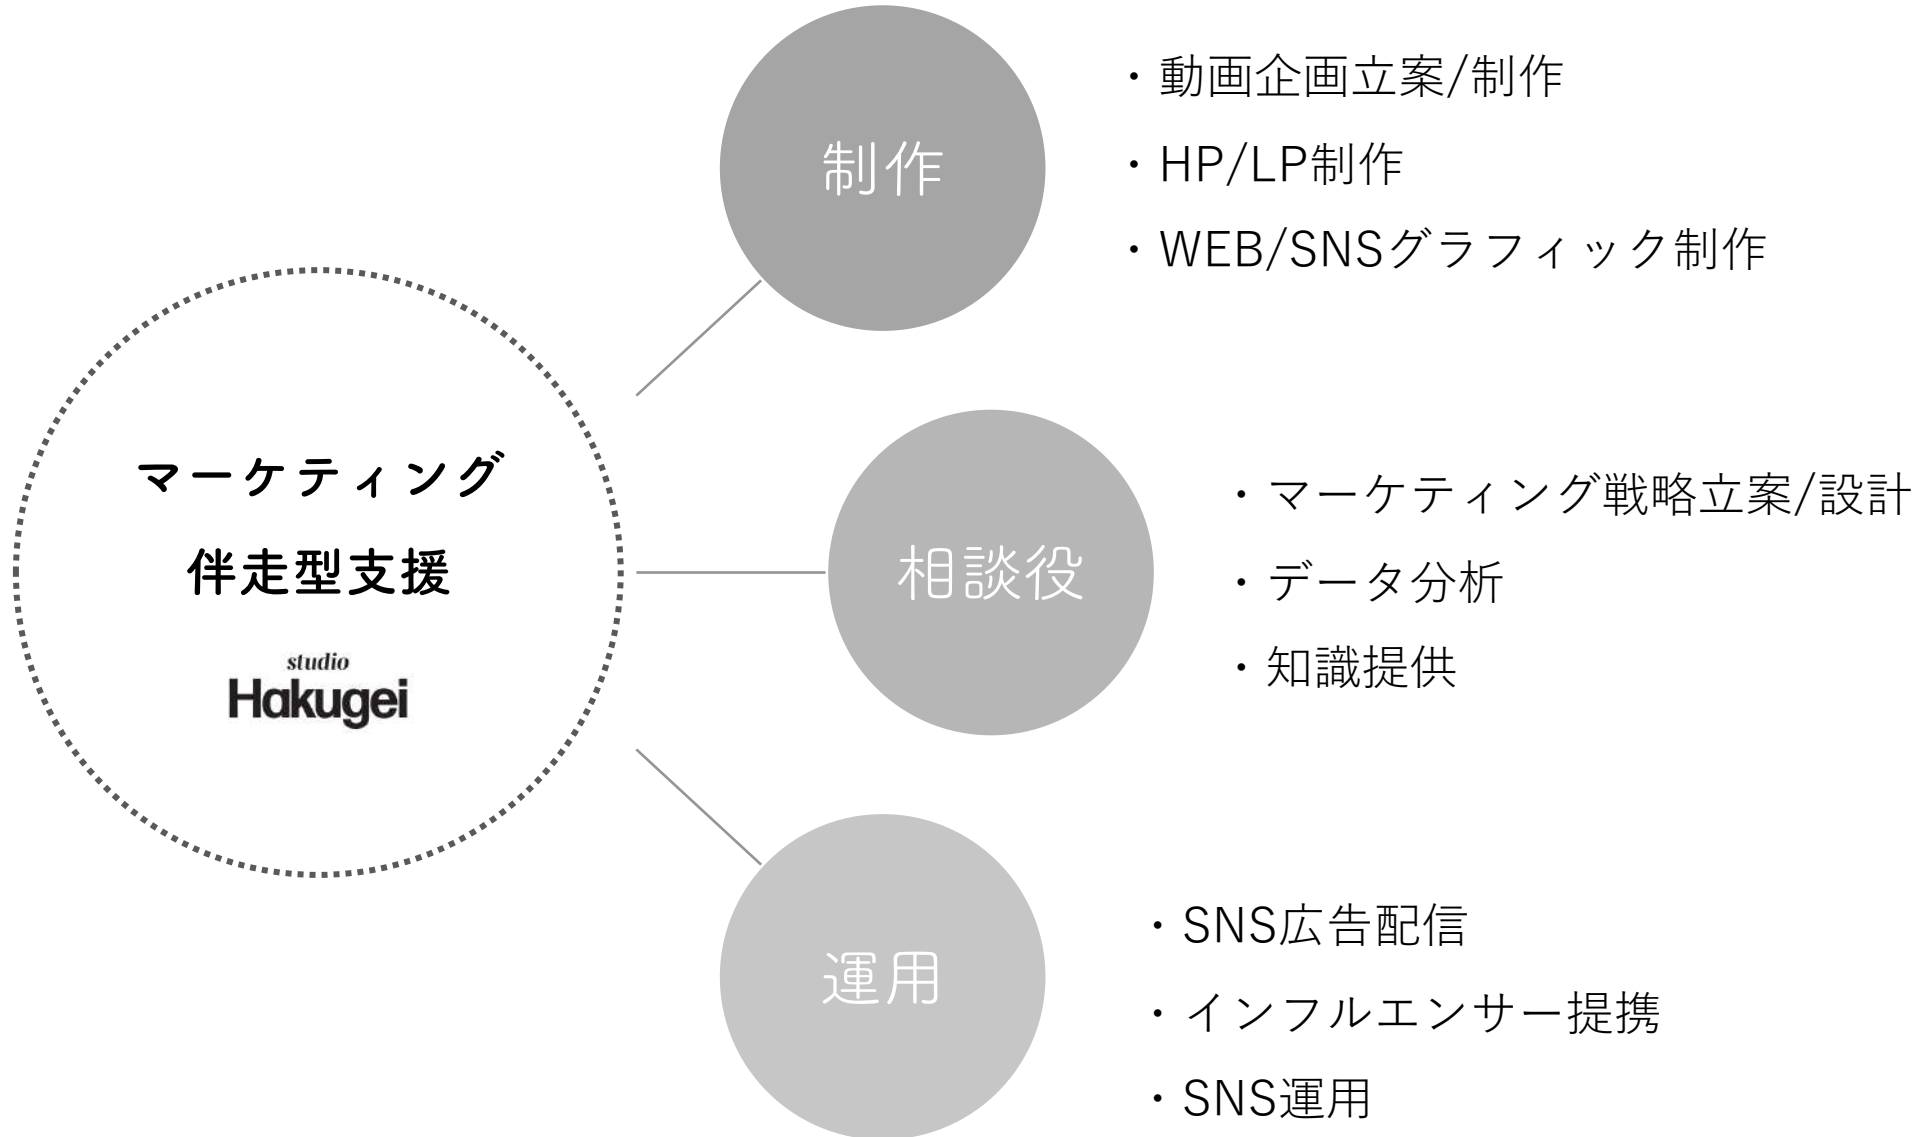 マーケティング
伴走型支援
studio
Hakugei
制作
・動画企画立案/制作
・HP/LP制作
・WEB/SNSグラフィック制作
相談役
・マーケティング戦略立案/設計
・データ分析
・知識提供
運用
・SNS広告配信
・インフルエンサー提携
・SNS運用